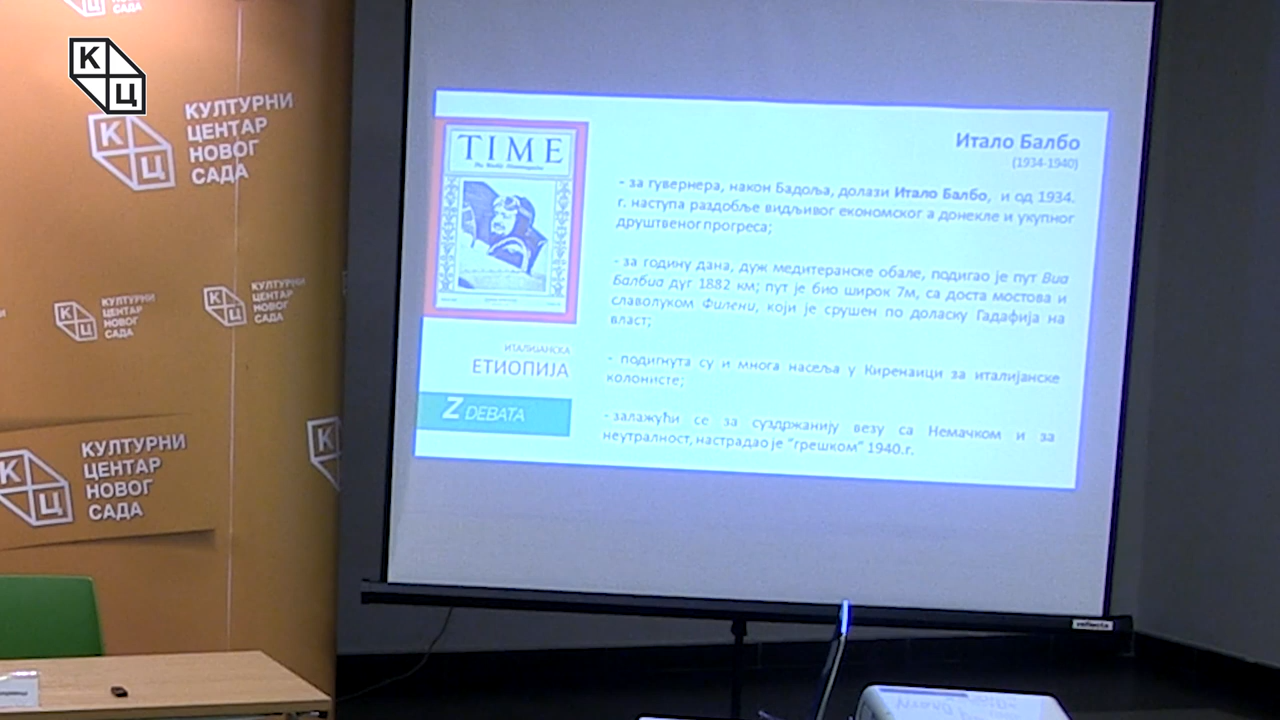 К
Ц
САДА
К
Ц
КУЛТУРНИ
ЦЕНТАР
НОВОГ
САДА
К
Ц
КУЛТУРНИ
ЦЕНТАР
НОВОГ
САДА
К
Ц
КУЛТУРНИ
ЦЕНТАР
НОВОГ
САДА
К
Ц
КУЛТУРНИ
ЦЕНТАР
НОВОГ
САДА
К
TIME
ИТАЛИЈАНСКА
ЕТИОПИЈА
Z DEBATA
Итало Балбо
(1934-1940)
- за гувернера, након Бадоља, долази Итало Балбо, и од 1934.
г. наступа раздобље видљивог економског а донекле и укупног
друштвеног прогреса;
- за годину дана, дуж медитеранске обале, подигао је пут Виа
Балбиа дуг 1882 км; пут је био широк 7м, са доста мостова и
славолуком Филени, који је срушен по доласку Гадафија на
власт;
- подигнута су и многа насеља у Киренаици за италијанске
колонисте;
- залажући се за суздржанију везу са Немачком и за
неутралност, настрадао је "грешком" 1940.г.
reflecta